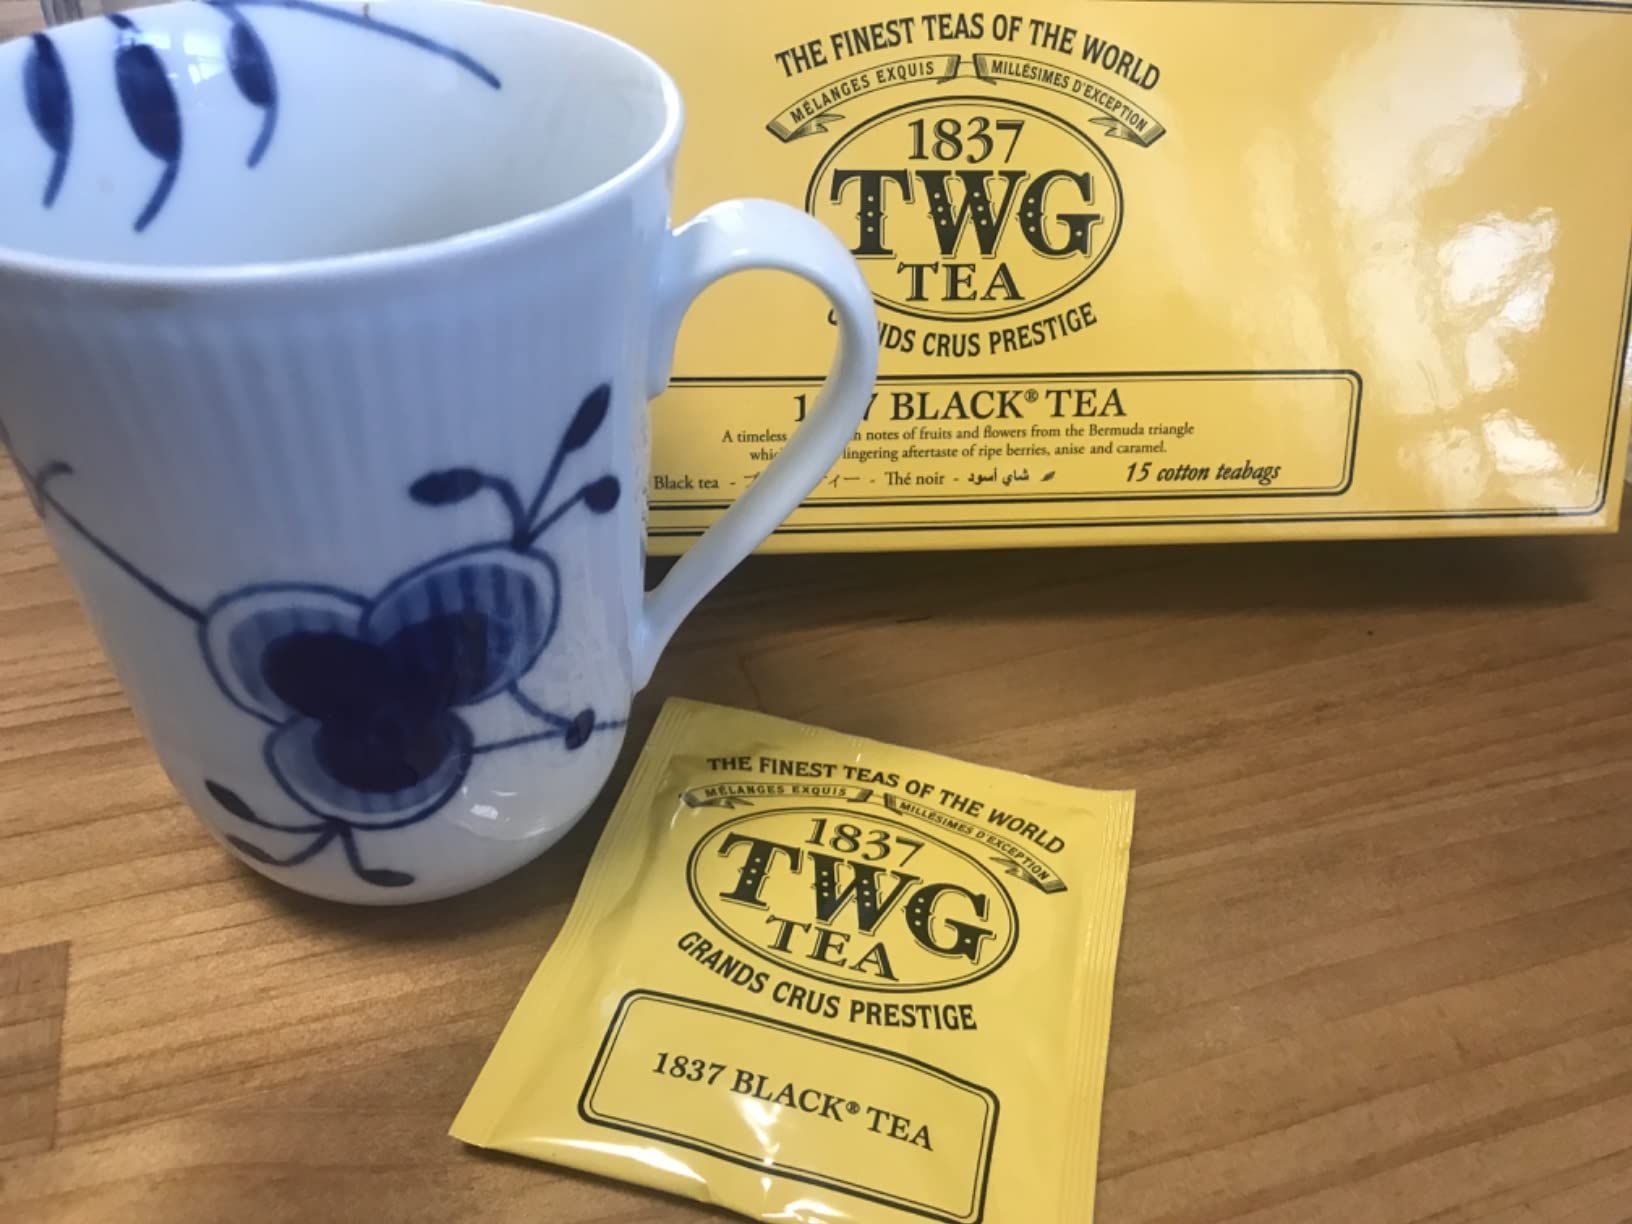 THE FINEST TEAS OF THE WORLD
MÉLANGES EXQUIS MILLÉSIMES D'EXCEPTION
1837
TWG
TEA
CRUS PRESTIGE
BLACK® TEA
A timeless notes of fruits and flowers from the Bermuda triangle
lingering aftertaste of ripe berries, anise and caramel.
Black tea - ティー - Thé noir - شاي أسود
15 cotton teabags
THE FINEST TEAS OF THE WORLD
MÉLANGES EXQUIS MILLÉSIMES D'EXCEPTION
1837
TWG
TEA
GRANDS CRUS PRESTIGE
1837 BLACK® TEA